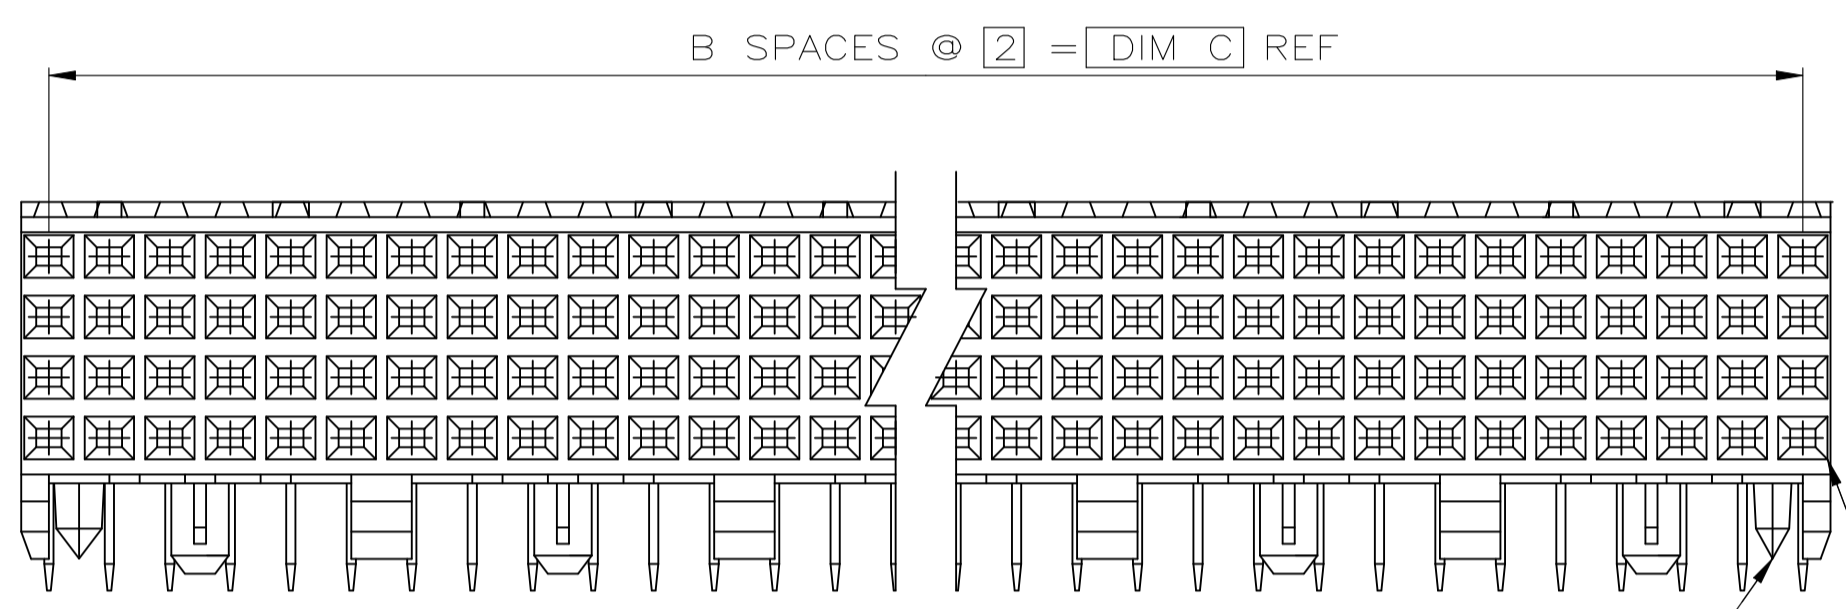 B SPACES @ 2 = DIM C REF